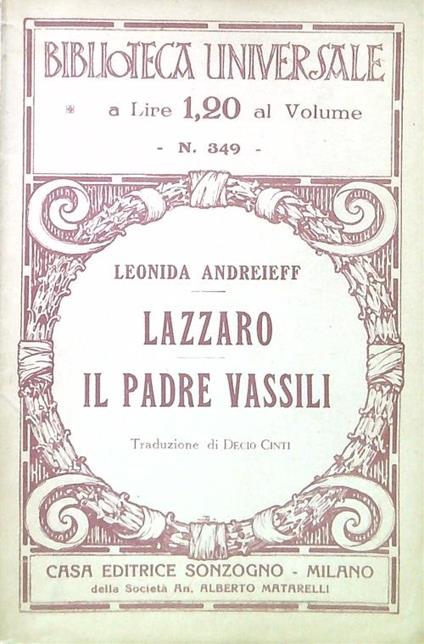 BIBLIOTECA UNIVERSALE
a Lire 1,20 al Volume
- N. 349 -
LEONIDA ANDREIEFF
LAZZARO
IL PADRE VASSILI
Traduzione di DECIO CINTI
CASA EDITRICE SONZOGNO - MILANO
della Società An. ALBERTO MATARELLI